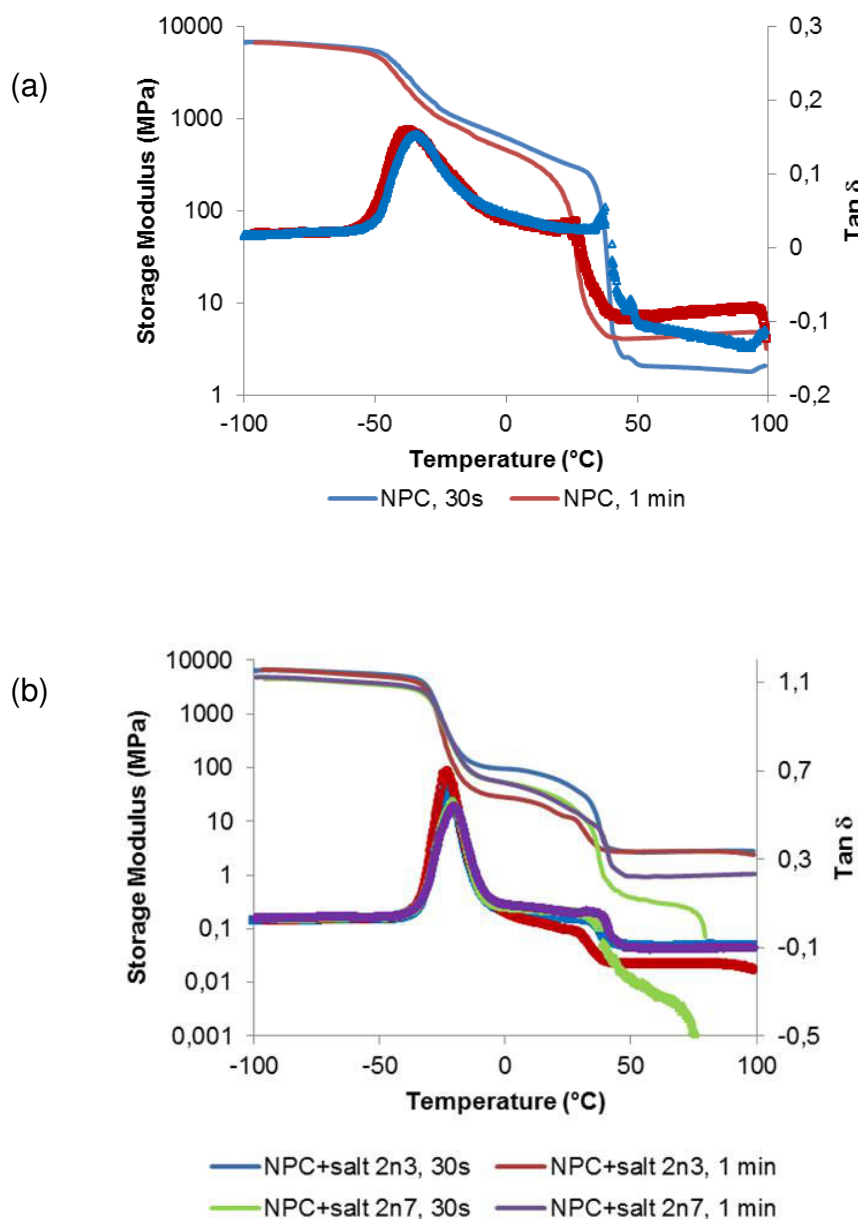 (a)
Storage Modulus (MPa)
10000
1000
100
10
1
0,3
0,2
0,1
0
-0,1
-0,2
Tan δ
-100 -50 0 50 100
Temperature (°C)
NPC, 30s NPC, 1 min
(b)
Storage Modulus (MPa)
10000
1000
100
10
1
0,1
0,01
0,001
1,1
0,7
0,3
-0,1
-0,5
Tan δ
-100 -50 0 50 100
Temperature (°C)
NPC+salt 2n3, 30s NPC+salt 2n3, 1 min
NPC+salt 2n7, 30s NPC+salt 2n7, 1 min